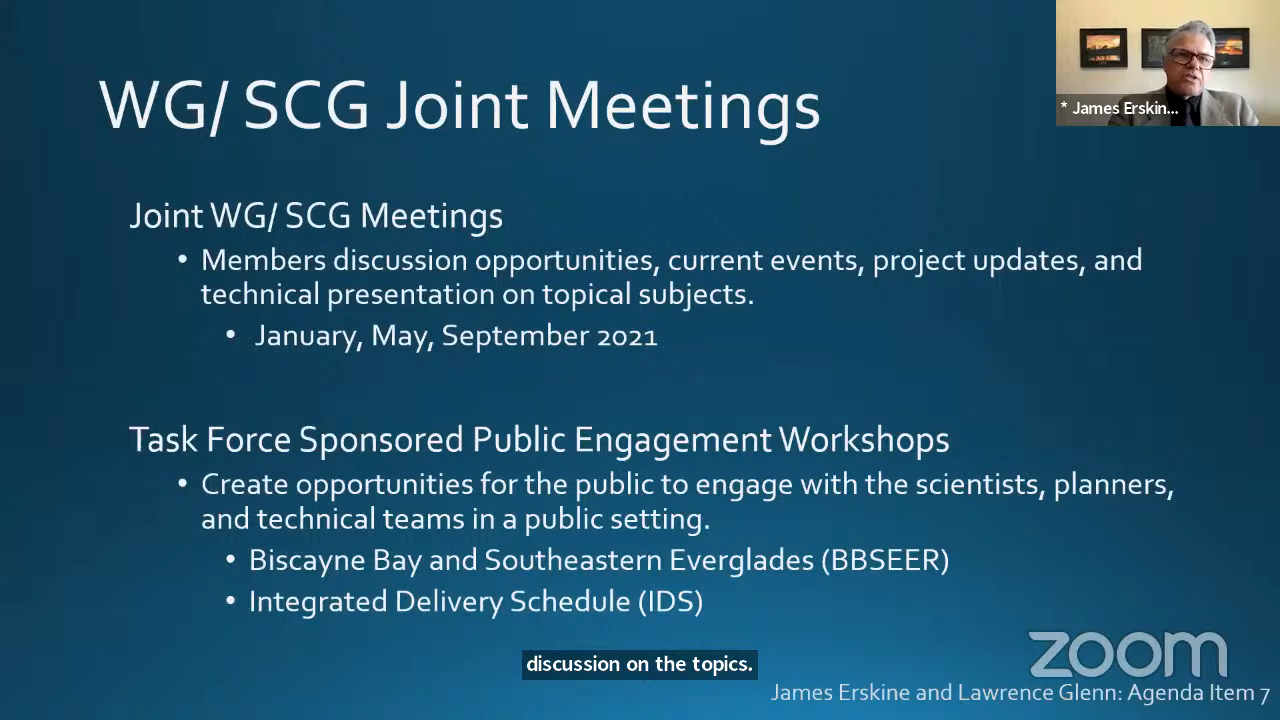 WG/ SCG Joint Meetings
* James Erskin...
Joint WG/ SCG Meetings
• Members discussion opportunities, current events, project updates, and
technical presentation on topical subjects.
• January, May, September 2021
Task Force Sponsored Public Engagement Workshops
• Create opportunities for the public to engage with the scientists, planners,
and technical teams in a public setting.
• Biscayne Bay and Southeastern Everglades (BBSEER)
• Integrated Delivery Schedule (IDS)
discussion on the topics.
zoom
James Erskine and Lawrence Glenn: Agenda Item 7